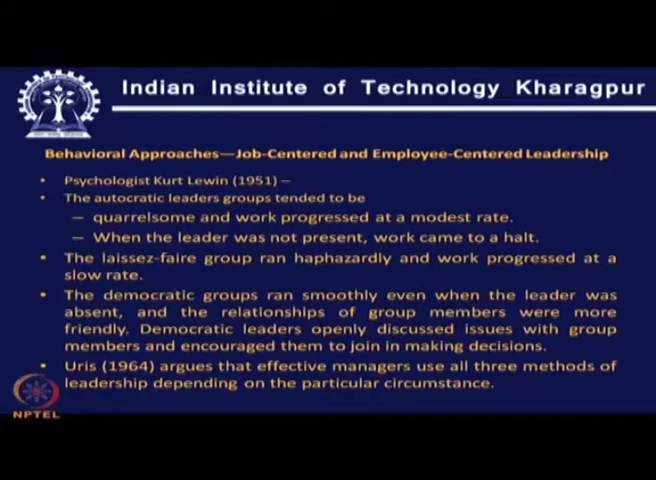 Indian Institute of Technology Kharagpur
Behavioral Approaches—Job-Centered and Employee-Centered Leadership
• Psychologist Kurt Lewin (1951) –
• The autocratic leaders groups tended to be
– quarrelsome and work progressed at a modest rate.
– When the leader was not present, work came to a halt.
• The laissez-faire group ran haphazardly and work progressed at a
slow rate.
• The democratic groups ran smoothly even when the leader was
absent, and the relationships of group members were more
friendly. Democratic leaders openly discussed issues with group
members and encouraged them to join in making decisions.
• Uris (1964) argues that effective managers use all three methods of
leadership depending on the particular circumstance.
NPTEL